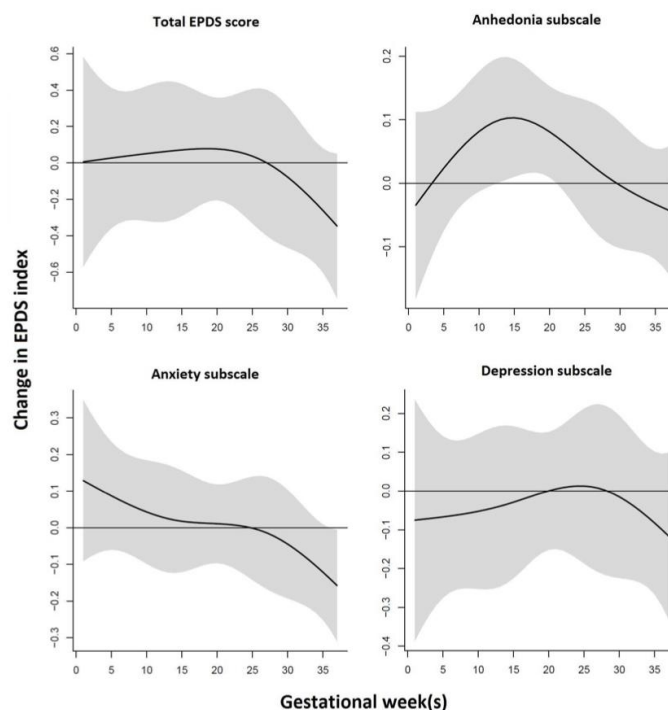 Total EPDS score
Anhedonia subscale
0.6
0.4
0.2
0.0
-0.2
-0.4
-0.6
0 5 10 15 20 25 30 35
0.2
0.1
0.0
-0.1
0 5 10 15 20 25 30 35
Change in EPDS index
Anxiety subscale
Depression subscale
0.3
0.2
0.1
0.0
-0.1
-0.2
-0.3
0 5 10 15 20 25 30 35
0.2
0.1
0.0
-0.1
-0.2
-0.3
-0.4
0 5 10 15 20 25 30 35
Gestational week(s)